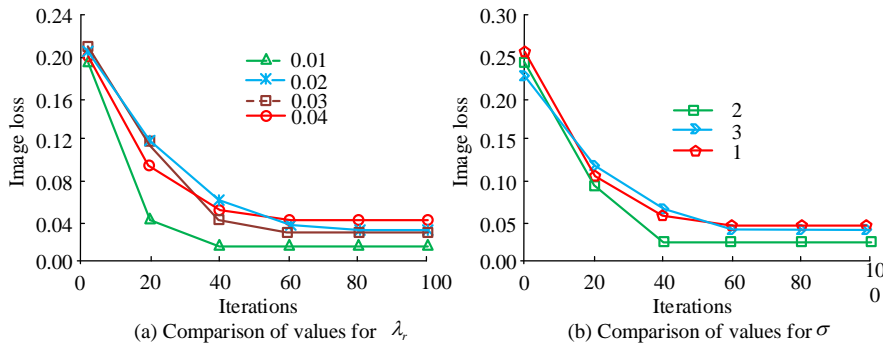 0.24
0.20
0.16
0.12
0.08
0.04
0.00
Image loss
0 20 40 60 80 100
Iterations
0.01
0.02
0.03
0.04
(a) Comparison of values for λr
0.30
0.25
0.20
0.15
0.10
0.05
0.00
Image loss
0 20 40 60 80 10
0
Iterations
2
3
1
(b) Comparison of values for σ